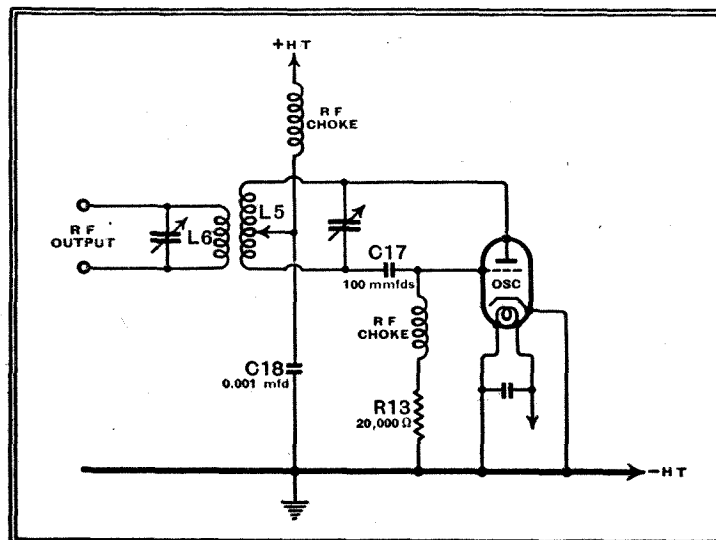 +HT
RF
CHOKE
L5
L6
RF
OUTPUT
C17
100 mmfds
OSC
RF
CHOKE
C18
0.001 mfd
R13
20,000 Ω
-HT